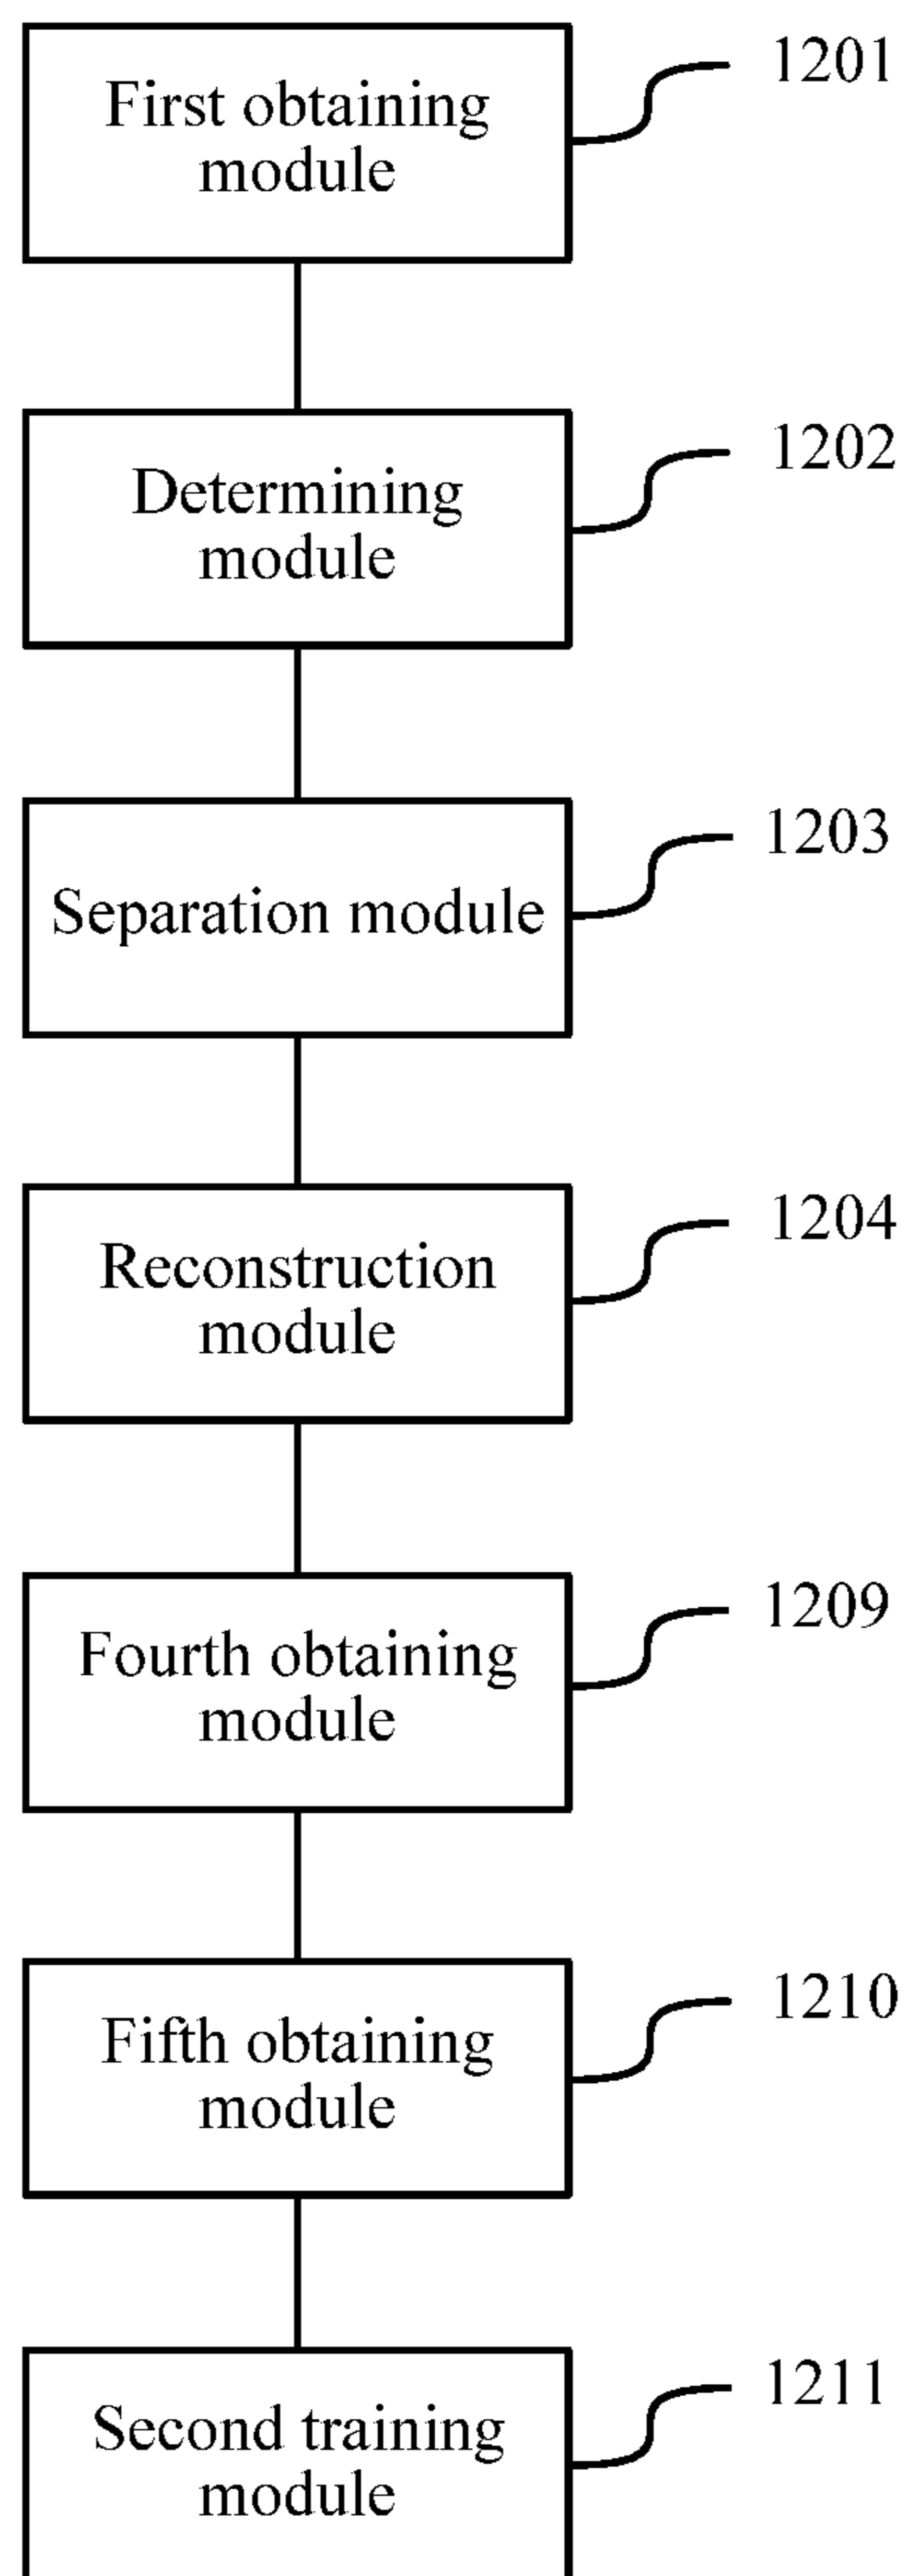 First obtaining
module
1201
Determining
module
1202
Separation module
1203
Reconstruction
module
1204
Fourth obtaining
module
1209
Fifth obtaining
module
1210
Second training
module
1211